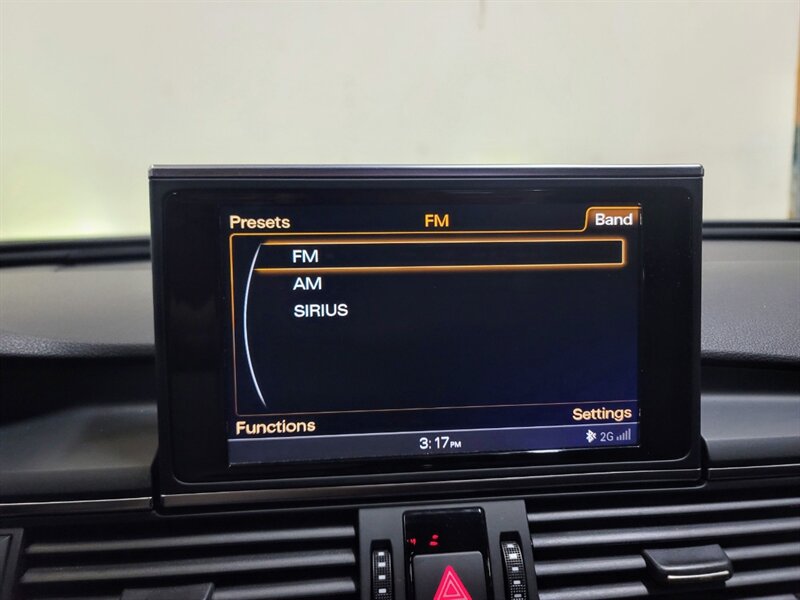 Presets FM Band
FM
AM
SIRIUS
Functions Settings
3:17PM 2G